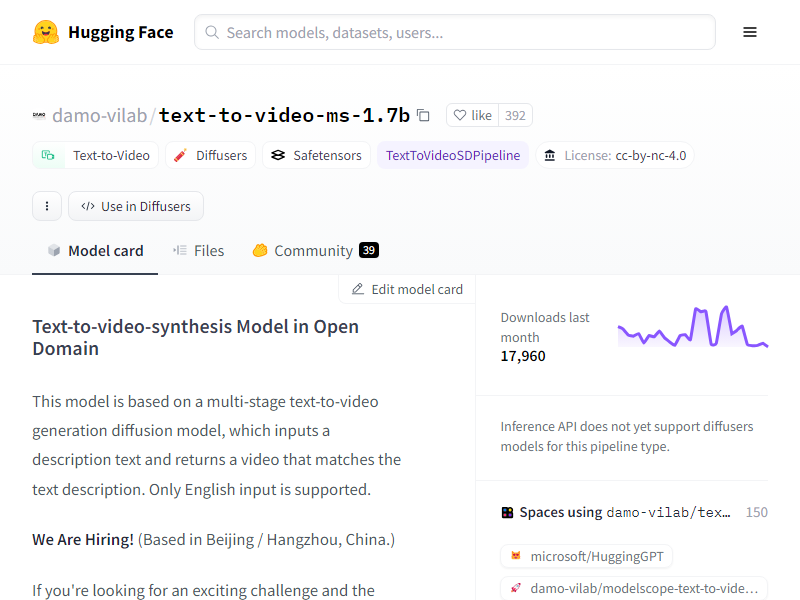 Hugging Face
Search models, datasets, users...
damo-vilab/text-to-video-ms-1.7b
like 392
Text-to-Video
Diffusers
Safetensors
TextToVideoSDPipeline
License: cc-by-nc-4.0
</> Use in Diffusers
Model card
Files
Community 39
Edit model card
Text-to-video-synthesis Model in Open
Domain
This model is based on a multi-stage text-to-video
generation diffusion model, which inputs a
description text and returns a video that matches the
text description. Only English input is supported.
We Are Hiring! (Based in Beijing / Hangzhou, China.)
If you're looking for an exciting challenge and the
Downloads last
month
17,960
Inference API does not yet support diffusers
models for this pipeline type.
Spaces using damo-vilab/tex… 150
microsoft/HuggingGPT
damo-vilab/modelscope-text-to-vide…